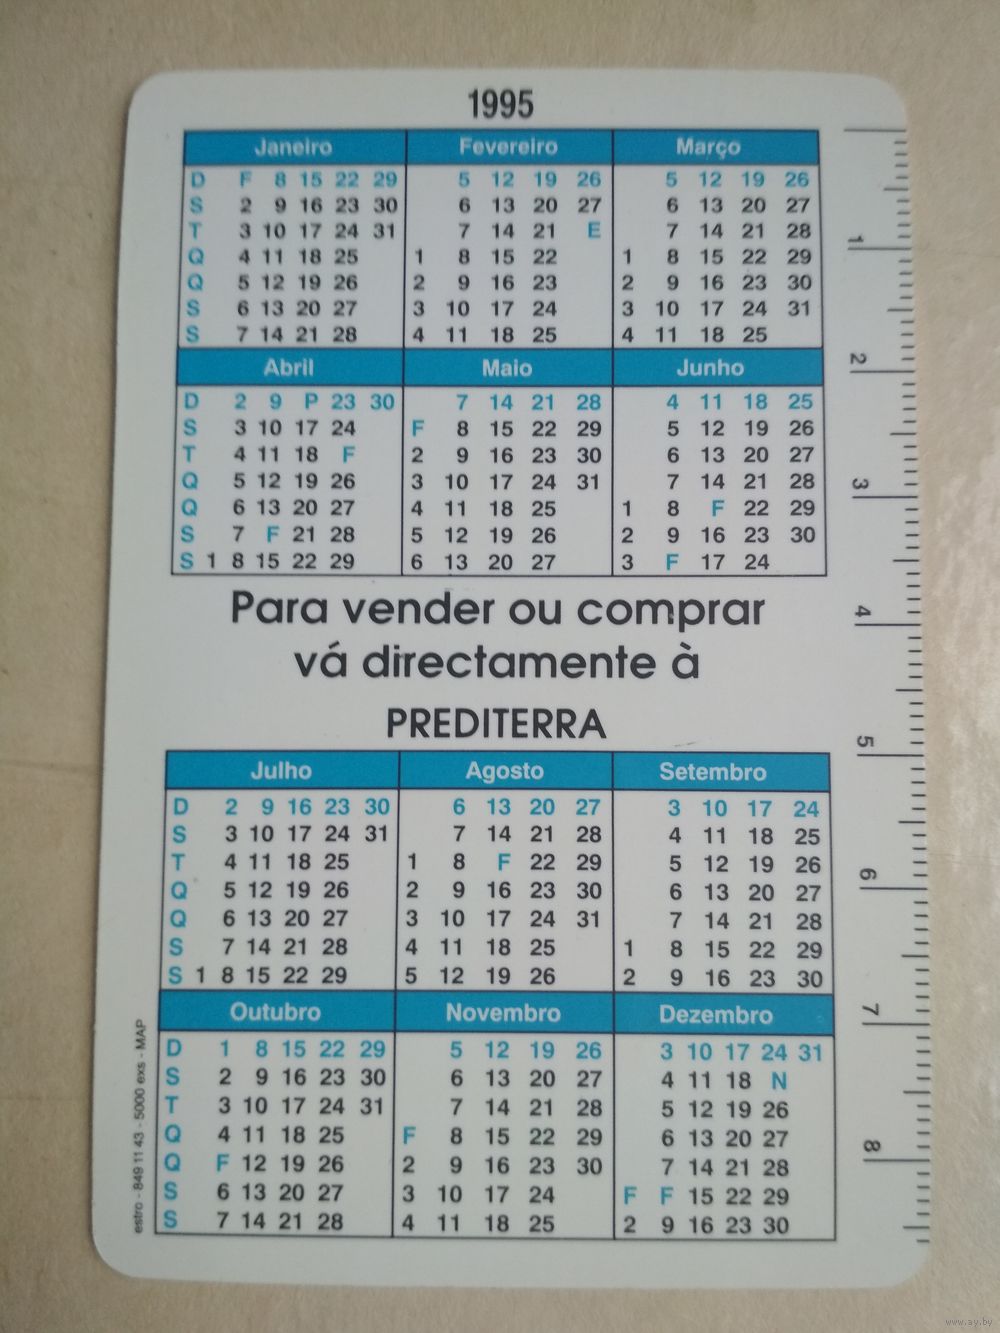 1995
Janeiro Fevereiro Março
D F 8 15 22 29 5 12 19 26 5 12 19 26
S 2 9 16 23 30 6 13 20 27 6 13 20 27
T 3 10 17 24 31 7 14 21 E 7 14 21 28
Q 4 11 18 25 1 8 15 22 1 8 15 22 29
Q 5 12 19 26 2 9 16 23 2 9 16 23 30
S 6 13 20 27 3 10 17 24 3 10 17 24 31
S 7 14 21 28 4 11 18 25 4 11 18 25
Abril Maio Junho
D 2 9 P 23 30 7 14 21 28 4 11 18 25
S 3 10 17 24 F 8 15 22 29 5 12 19 26
T 4 11 18 F 2 9 16 23 30 6 13 20 27
Q 5 12 19 26 3 10 17 24 31 7 14 21 28
Q 6 13 20 27 4 11 18 25 1 8 F 22 29
S 7 F 21 28 5 12 19 26 2 9 16 23 30
S 1 8 15 22 29 6 13 20 27 3 F 17 24
Para vender ou comprar
vá directamente à
PREDITERRA
Julho Agosto Setembro
D 2 9 16 23 30 6 13 20 27 3 10 17 24
S 3 10 17 24 31 7 14 21 28 4 11 18 25
T 4 11 18 25 1 8 F 22 29 5 12 19 26
Q 5 12 19 26 2 9 16 23 30 6 13 20 27
Q 6 13 20 27 3 10 17 24 31 7 14 21 28
S 7 14 21 28 4 11 18 25 1 8 15 22 29
S 1 8 15 22 29 5 12 19 26 2 9 16 23 30
Outubro Novembro Dezembro
D 1 8 15 22 29 5 12 19 26 3 10 17 24 31
S 2 9 16 23 30 6 13 20 27 4 11 18 N
T 3 10 17 24 31 7 14 21 28 5 12 19 26
Q 4 11 18 25 F 8 15 22 29 6 13 20 27
Q F 12 19 26 2 9 16 23 30 7 14 21 28
S 6 13 20 27 3 10 17 24 F F 15 22 29
S 7 14 21 28 4 11 18 25 2 9 16 23 30
estro - 849 11 43 - 5000 exs - MAP
1
2
3
4
5
6
7
8
www.ay.by